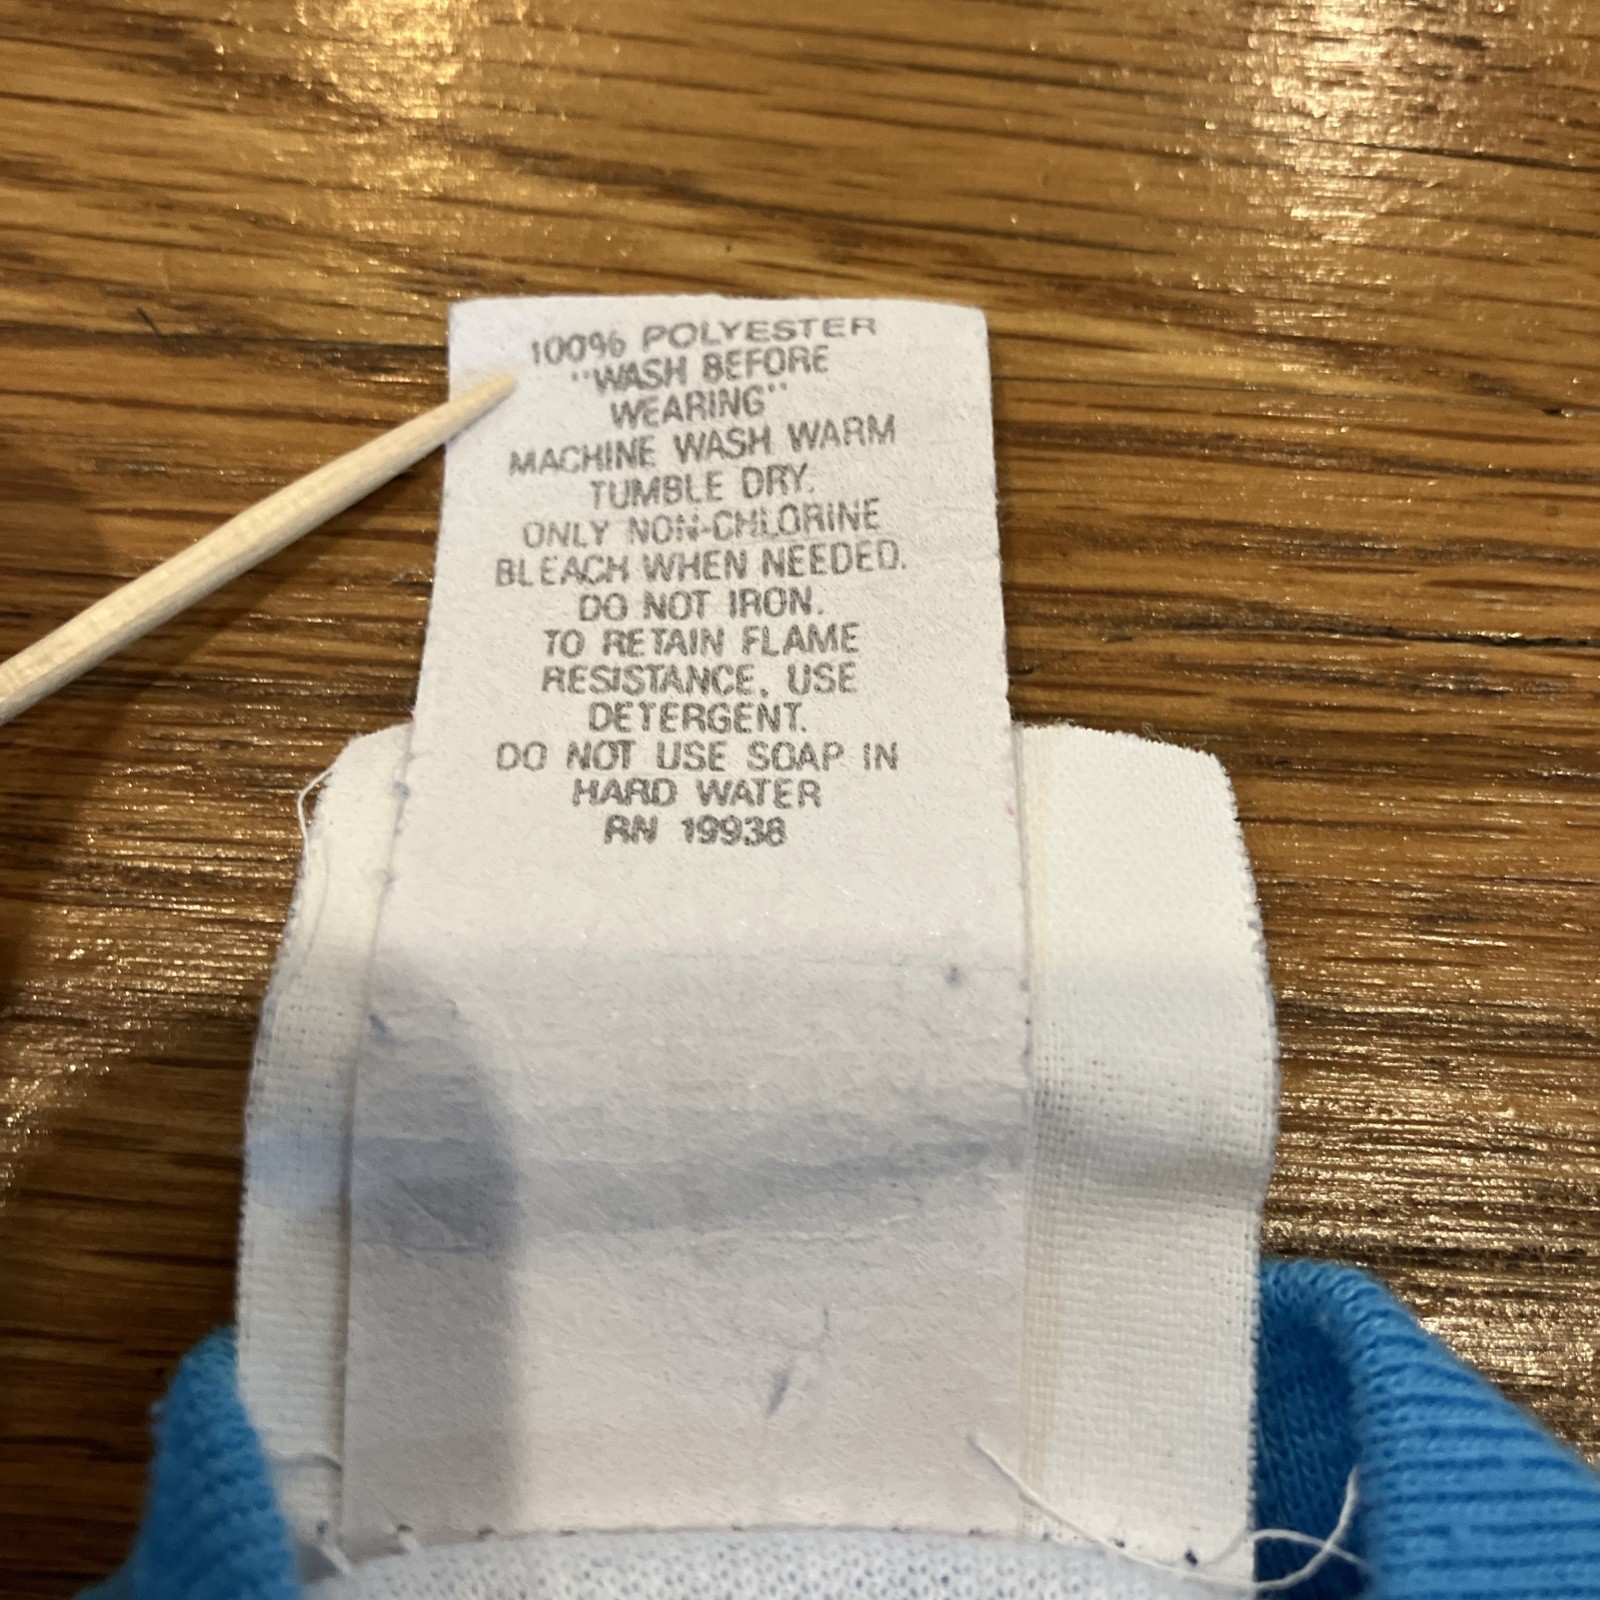 100% POLYESTER
"WASH BEFORE
WEARING"
MACHINE WASH WARM
TUMBLE DRY.
ONLY NON-CHLORINE
BLEACH WHEN NEEDED.
DO NOT IRON.
TO RETAIN FLAME
RESISTANCE, USE
DETERGENT.
DO NOT USE SOAP IN
HARD WATER
RN 19938